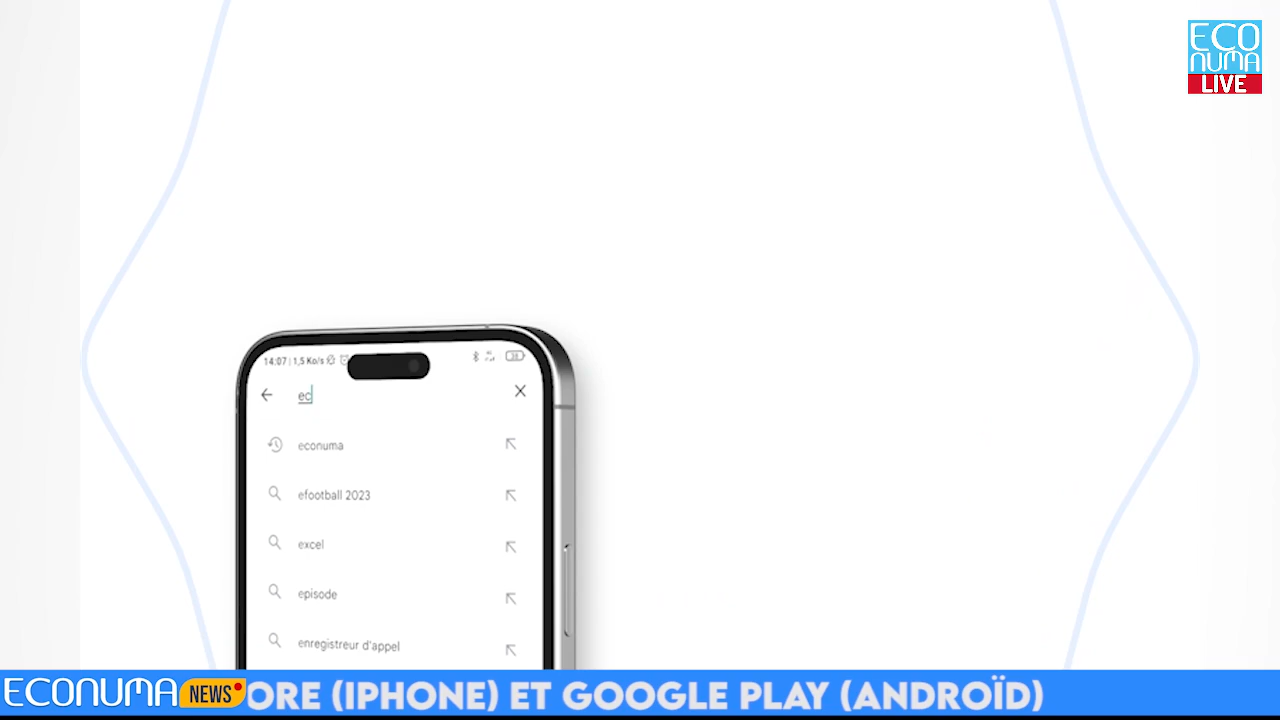 ECO
NUMA
LIVE
14:07 | 1,5 Ko/s
38
ec
econuma
efootball 2023
excel
episode
enregistreur d'appel
ECONUMA NEWS ORE (IPHONE) ET GOOGLE PLAY (ANDROÏD)